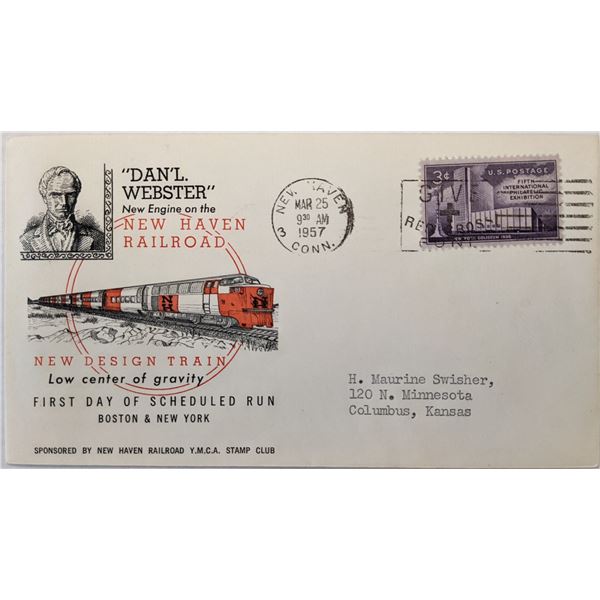 "DAN'L.
WEBSTER"
New Engine on the
NEW HAVEN
RAILROAD
NH
NEW DESIGN TRAIN
Low center of gravity
FIRST DAY OF SCHEDULED RUN
BOSTON & NEW YORK
SPONSORED BY NEW HAVEN RAILROAD Y.M.C.A. STAMP CLUB
NEW HAVEN
3
MAR 25
9 30 AM
1957
CONN.
3¢
U.S. POSTAGE
FIFTH
INTERNATIONAL
PHILATELIC
EXHIBITION
NEW YORK COLISEUM 1956
GIVE
RED CROSS
H. Maurine Swisher,
120 N. Minnesota
Columbus, Kansas